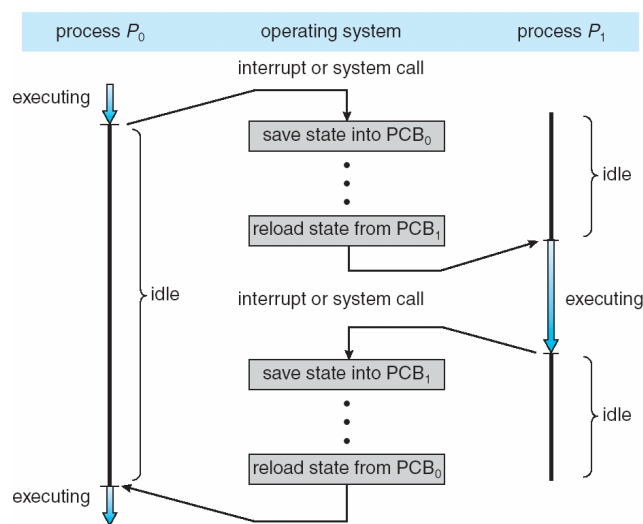 process P₀
operating system
process P₁
interrupt or system call
executing
save state into PCB₀
idle
reload state from PCB₁
idle
interrupt or system call
executing
save state into PCB₁
idle
reload state from PCB₀
executing